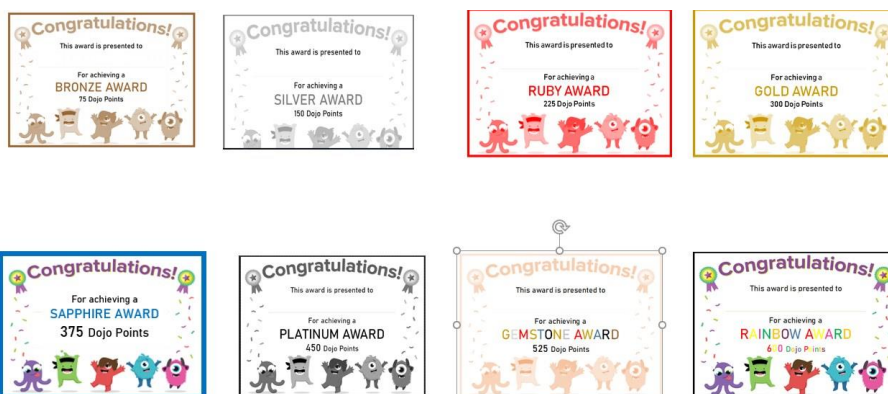 Congratulations!
This award is presented to
For achieving a
BRONZE AWARD
75 Dojo Points
Congratulations!
This award is presented to
For achieving a
SILVER AWARD
150 Dojo Points
Congratulations!
This award is presented to
For achieving a
RUBY AWARD
225 Dojo Points
Congratulations!
This award is presented to
For achieving a
GOLD AWARD
300 Dojo Points
Congratulations!
For achieving a
SAPPHIRE AWARD
375 Dojo Points
Congratulations!
This award is presented to
For achieving a
PLATINUM AWARD
450 Dojo Points
Congratulations!
This award is presented to
For achieving a
GEMSTONE AWARD
525 Dojo Points
Congratulations!
This award is presented to
For achieving a
RAINBOW AWARD
600 Dojo Points